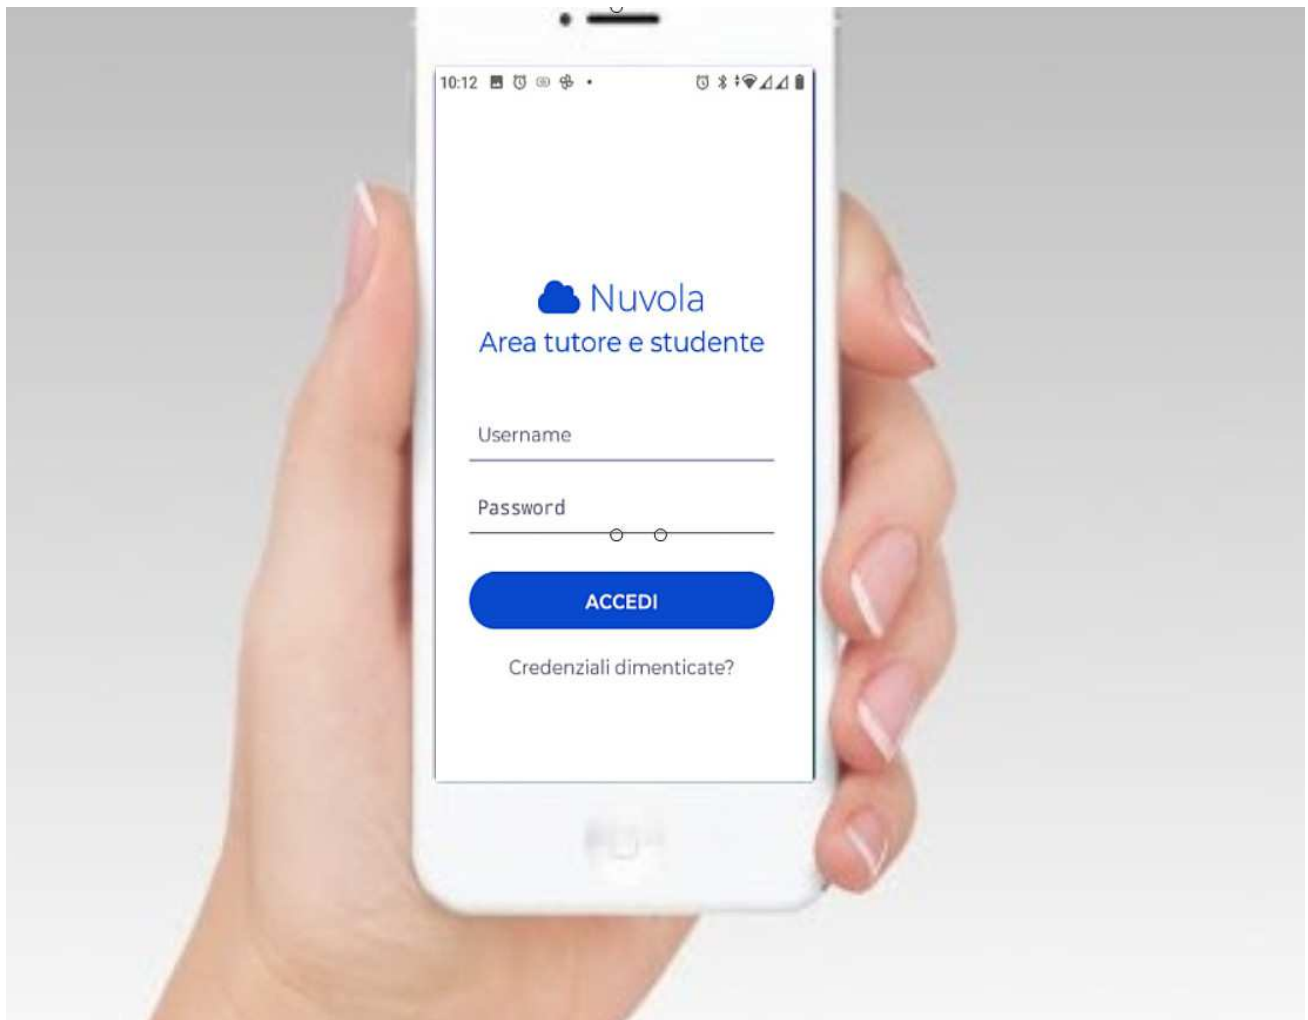 10:12
Nuvola
Area tutore e studente
Username
Password
ACCEDI
Credenziali dimenticate?